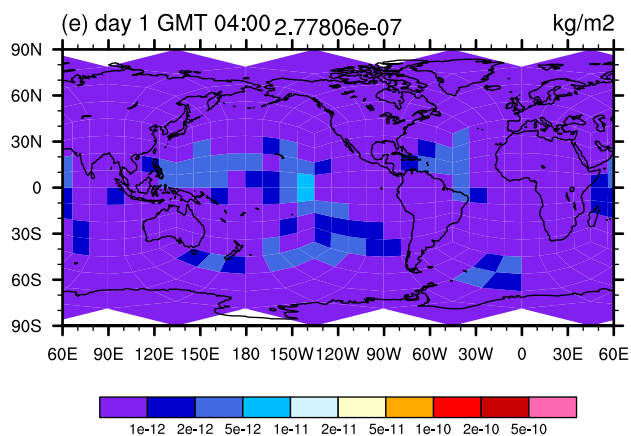 (e) day 1 GMT 04:00 2.77806e-07 kg/m2
90N
60N
30N
0
30S
60S
90S
60E 90E 120E 150E 180 150W 120W 90W 60W 30W 0 30E 60E
1e-12 2e-12 5e-12 1e-11 2e-11 5e-11 1e-10 2e-10 5e-10